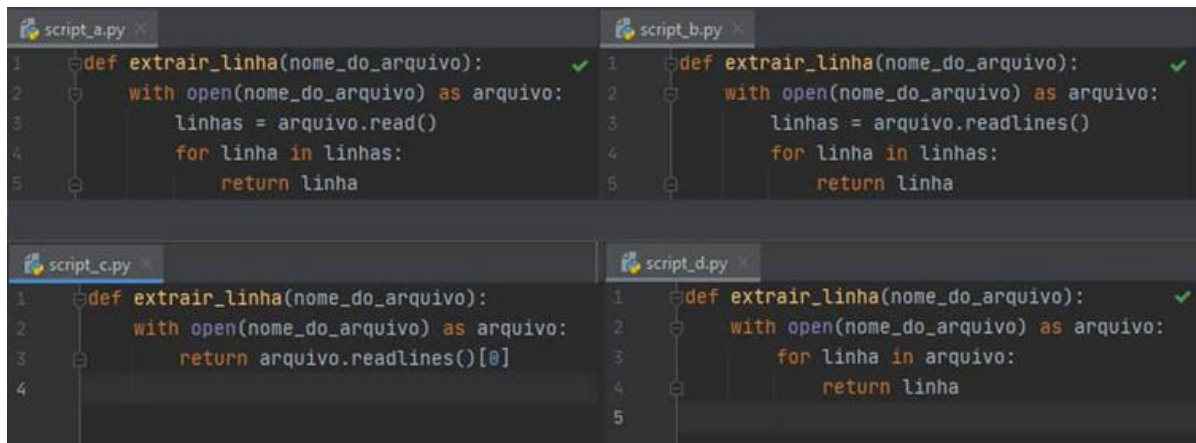 script_a.py
1 def extrair_linha(nome_do_arquivo):
2 with open(nome_do_arquivo) as arquivo:
3 linhas = arquivo.read()
4 for linha in linhas:
5 return linha
script_b.py
1 def extrair_linha(nome_do_arquivo):
2 with open(nome_do_arquivo) as arquivo:
3 linhas = arquivo.readlines()
4 for linha in linhas:
5 return linha
script_c.py
1 def extrair_linha(nome_do_arquivo):
2 with open(nome_do_arquivo) as arquivo:
3 return arquivo.readlines()[0]
4
script_d.py
1 def extrair_linha(nome_do_arquivo):
2 with open(nome_do_arquivo) as arquivo:
3 for linha in arquivo:
4 return linha
5